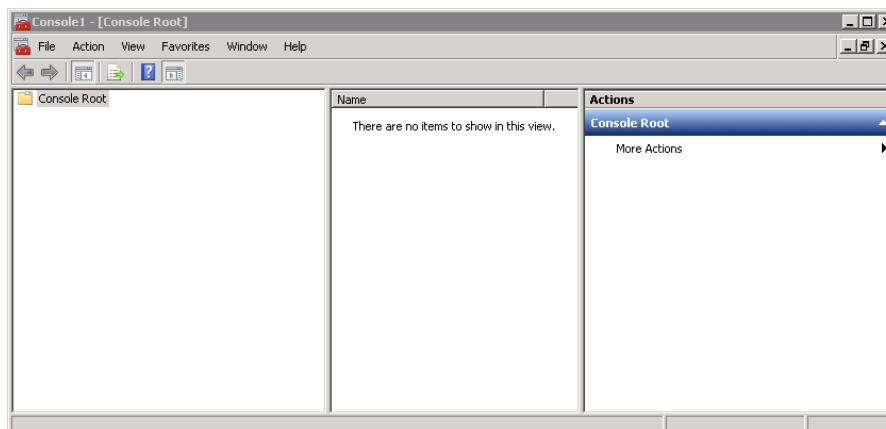 Console1 - [Console Root]
File Action View Favorites Window Help
Console Root
Name
There are no items to show in this view.
Actions
Console Root
More Actions